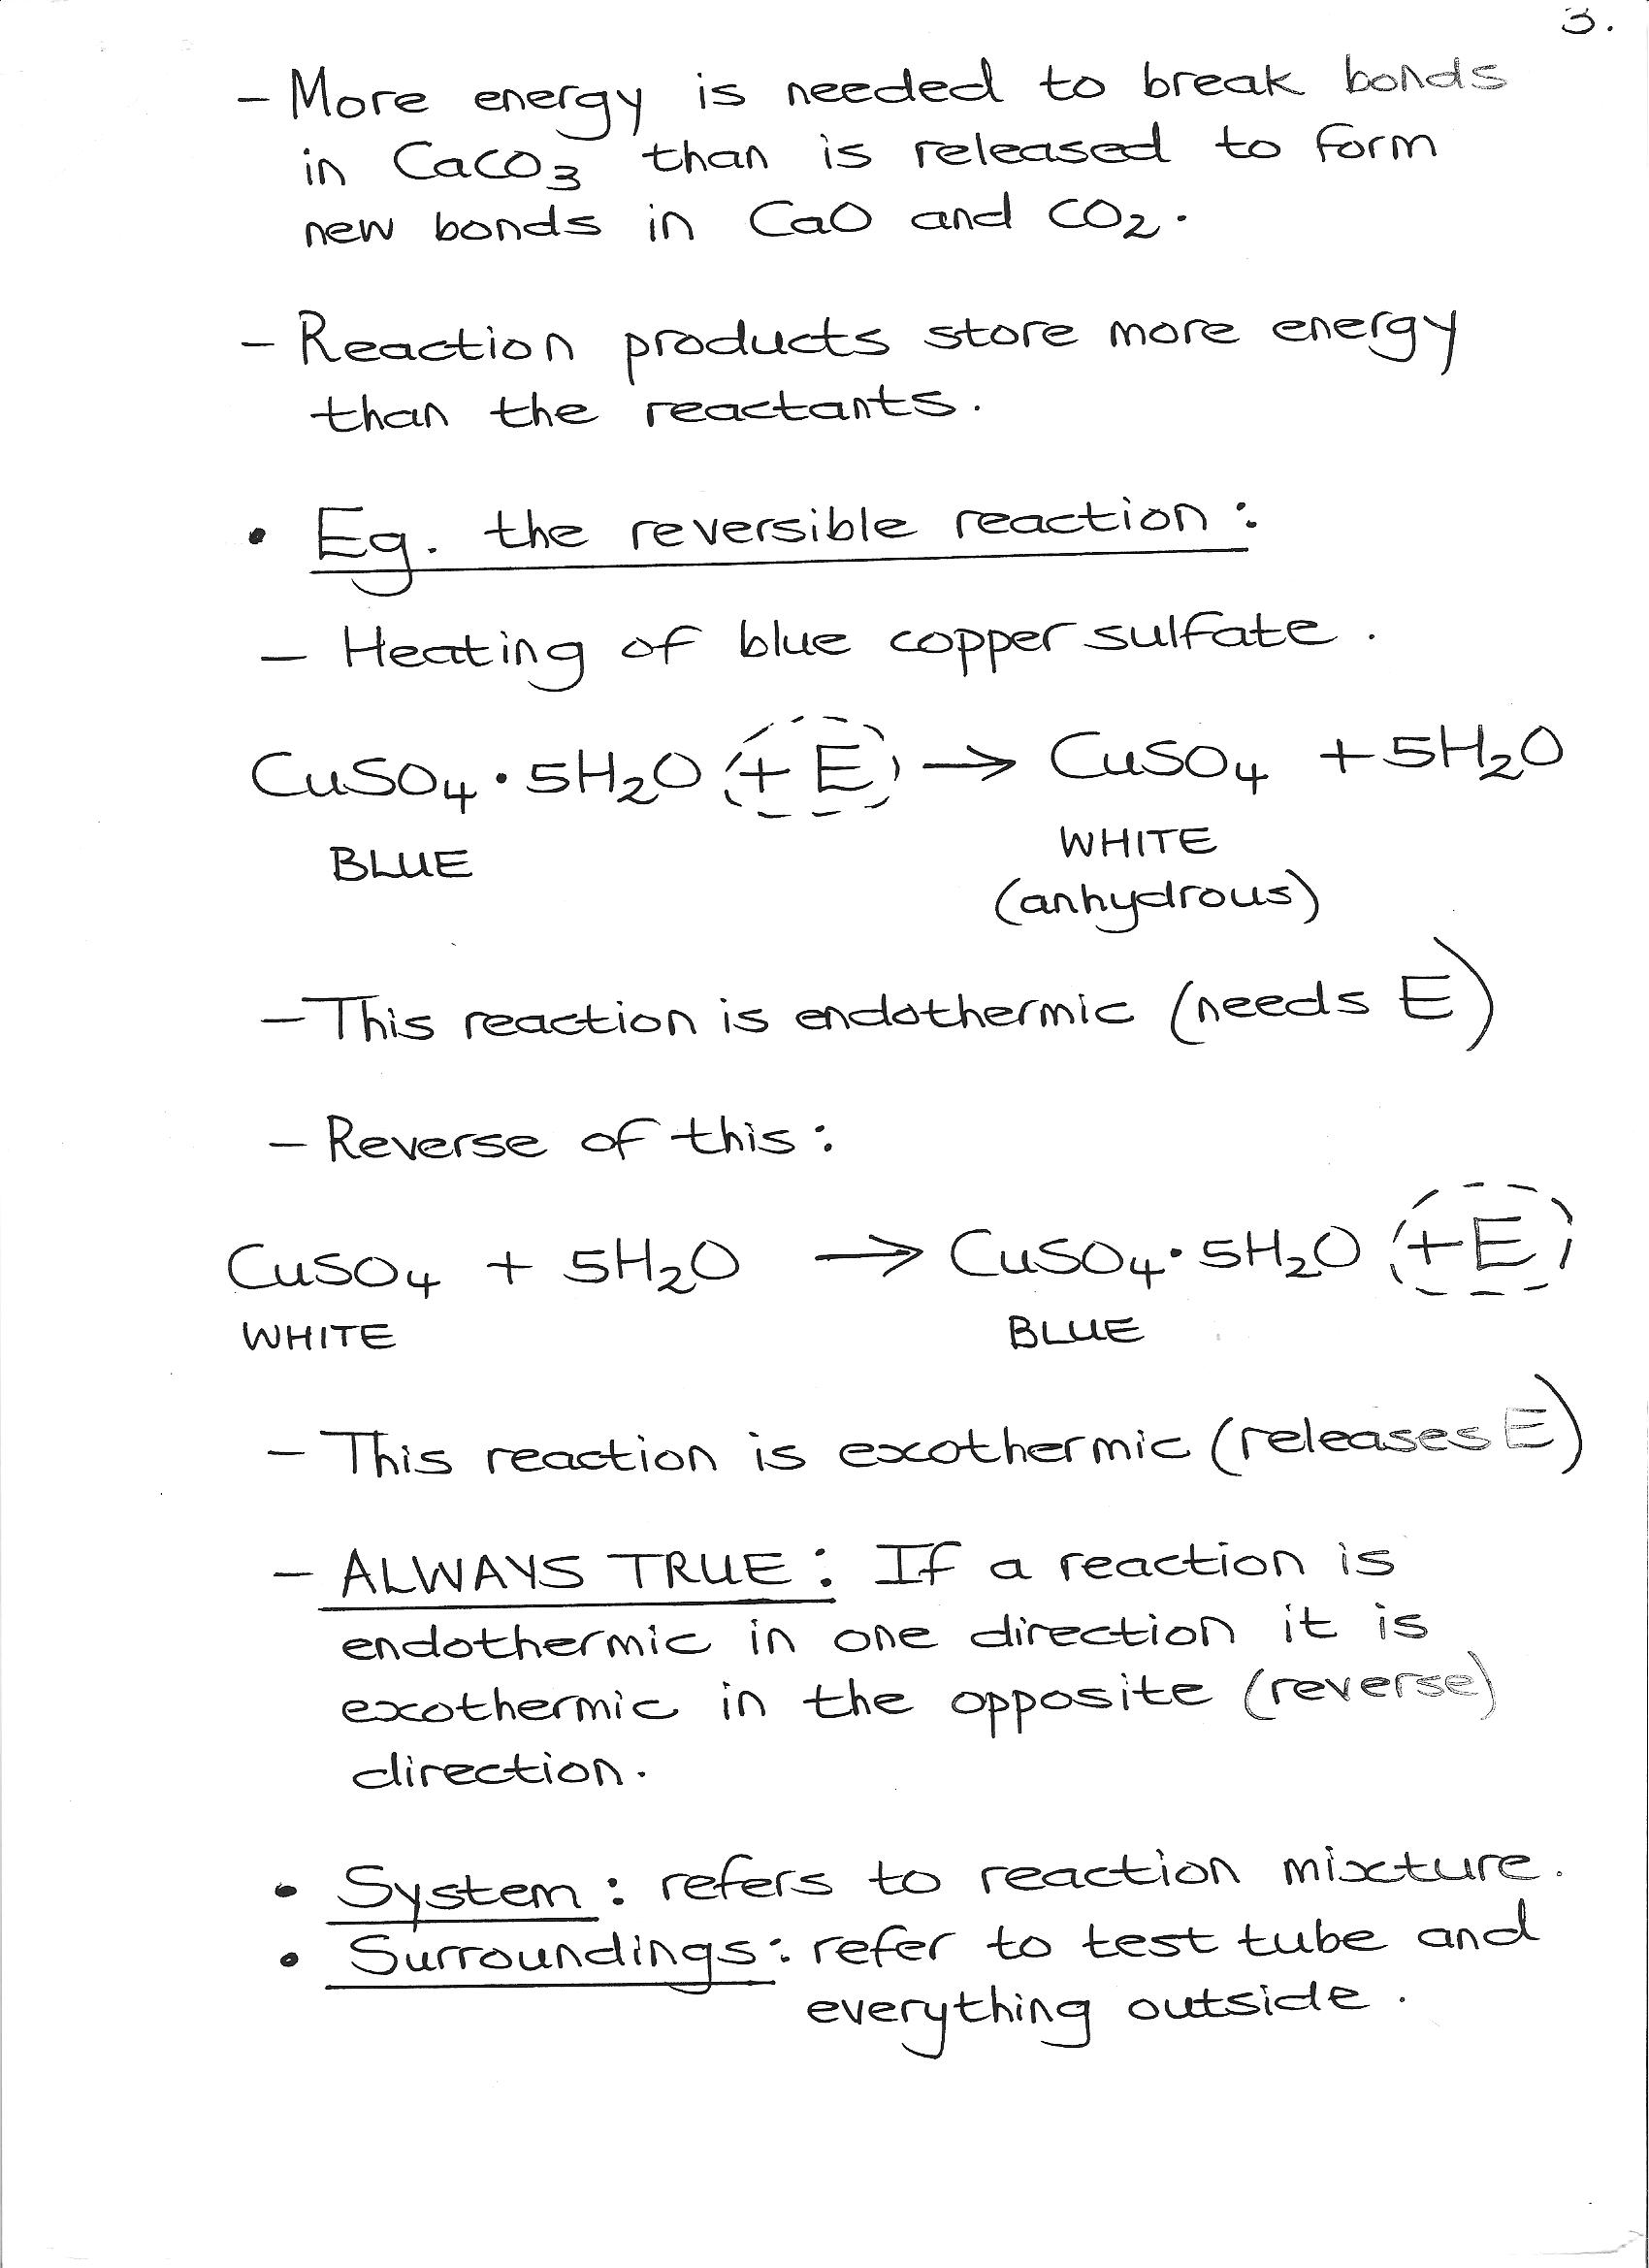 3.
- More energy is needed to break bonds
in CaCO3 than is released to form
new bonds in CaO and CO2.
- Reaction products store more energy
than the reactants.
• Eg. the reversible reaction:
- Heating of blue copper sulfate.
CuSO4 • 5H2O (+ E) → CuSO4 + 5H2O
BLUE WHITE
(anhydrous)
- This reaction is endothermic (needs E)
- Reverse of this:
CuSO4 + 5H2O → CuSO4 • 5H2O (+E)
WHITE BLUE
- This reaction is exothermic (releases E)
- ALWAYS TRUE: If a reaction is
endothermic in one direction it is
exothermic in the opposite (reverse)
direction.
• System: refers to reaction mixture.
• Surroundings: refer to test tube and
everything outside.